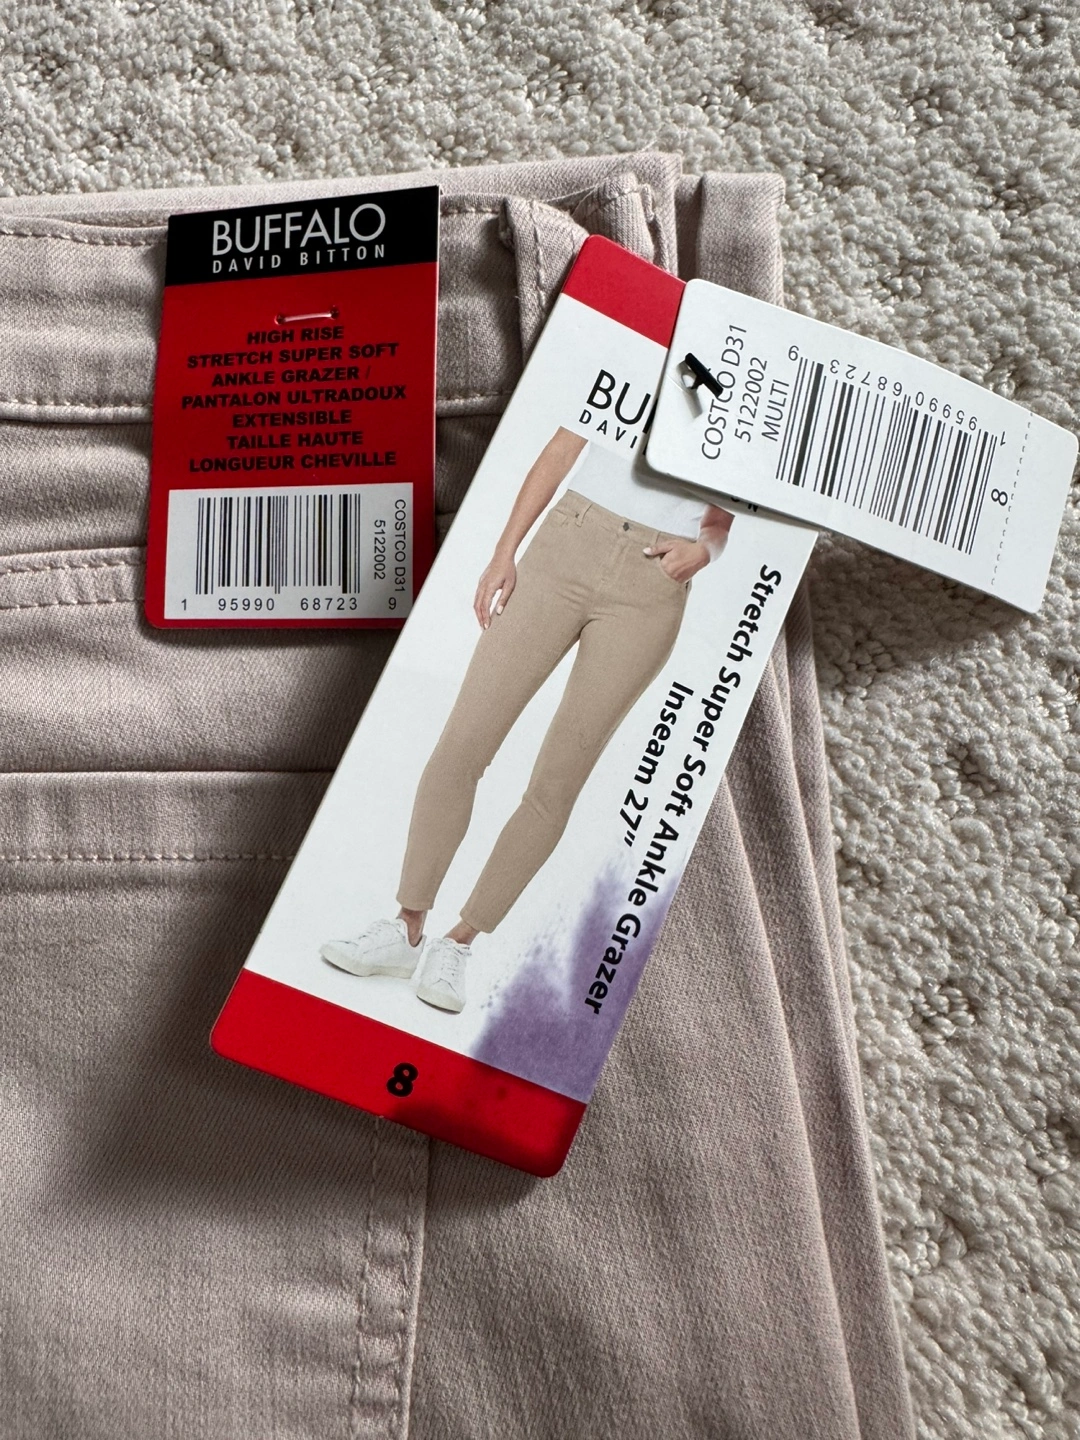 BUFFALO
DAVID BITTON
HIGH RISE
STRETCH SUPER SOFT
ANKLE GRAZER /
PANTALON ULTRADOUX
EXTENSIBLE
TAILLE HAUTE
LONGUEUR CHEVILLE
COSTCO D31
5122002
1 95990 68723 9
Stretch Super Soft Ankle Grazer
Inseam 27"
8
COSTCO D31
5122002
MULTI
1 95990 68723 9
8